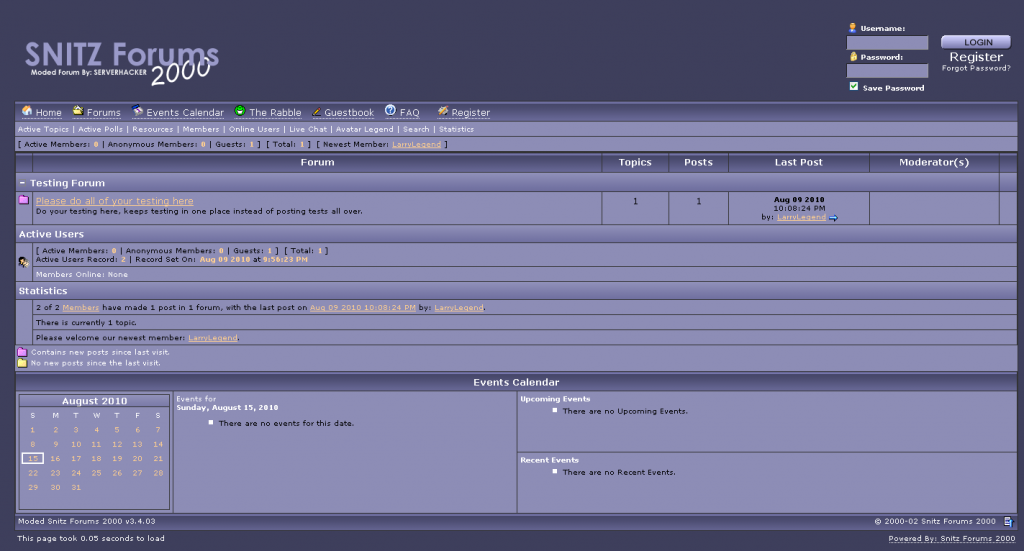 SNITZ Forums
2000
Moded Forum By: SERVERHACKER
Username:
Password:
Save Password
LOGIN
Register
Forgot Password?
Home Forums Events Calendar The Rabble Guestbook FAQ Register
Active Topics | Active Polls | Resources | Members | Online Users | Live Chat | Avatar Legend | Search | Statistics
[ Active Members: 0 | Anonymous Members: 0 | Guests: 1 ] [ Total: 1 ] [ Newest Member: LarryLegend ]
Forum Topics Posts Last Post Moderator(s)
− Testing Forum
Please do all of your testing here
Do your testing here, keeps testing in one place instead of posting tests all over.
1
1
Aug 09 2010
10:08:24 PM
by: LarryLegend
Active Users
[ Active Members: 0 | Anonymous Members: 0 | Guests: 1 ] [ Total: 1 ]
Active Users Record: 2 | Record Set On: Aug 09 2010 at 9:56:23 PM
Members Online: None
Statistics
2 of 2 Members have made 1 post in 1 forum, with the last post on Aug 09 2010 10:08:24 PM by: LarryLegend.
There is currently 1 topic.
Please welcome our newest member: LarryLegend.
Contains new posts since last visit.
No new posts since the last visit.
Events Calendar
August 2010
S M T W T F S
1 2 3 4 5 6 7
8 9 10 11 12 13 14
15 16 17 18 19 20 21
22 23 24 25 26 27 28
29 30 31
Events for
Sunday, August 15, 2010
There are no events for this date.
Upcoming Events
There are no Upcoming Events.
Recent Events
There are no Recent Events.
Moded Snitz Forums 2000 v3.4.03
© 2000-02 Snitz Forums 2000
This page took 0.05 seconds to load
Powered By: Snitz Forums 2000